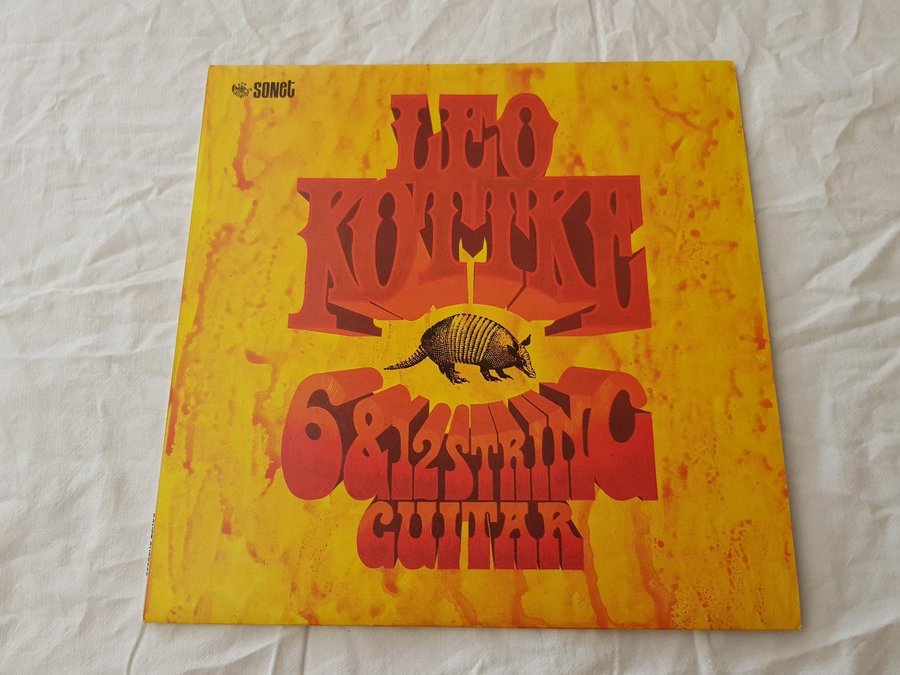 SONET
LEO
KOTTKE
6 & 12 STRING
GUITAR